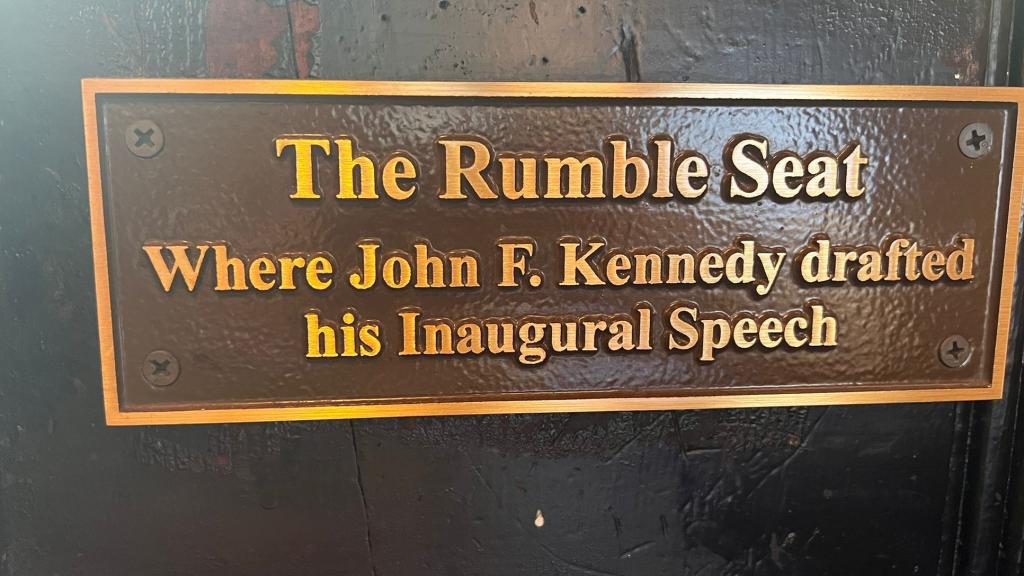 The Rumble Seat
Where John F. Kennedy drafted
his Inaugural Speech